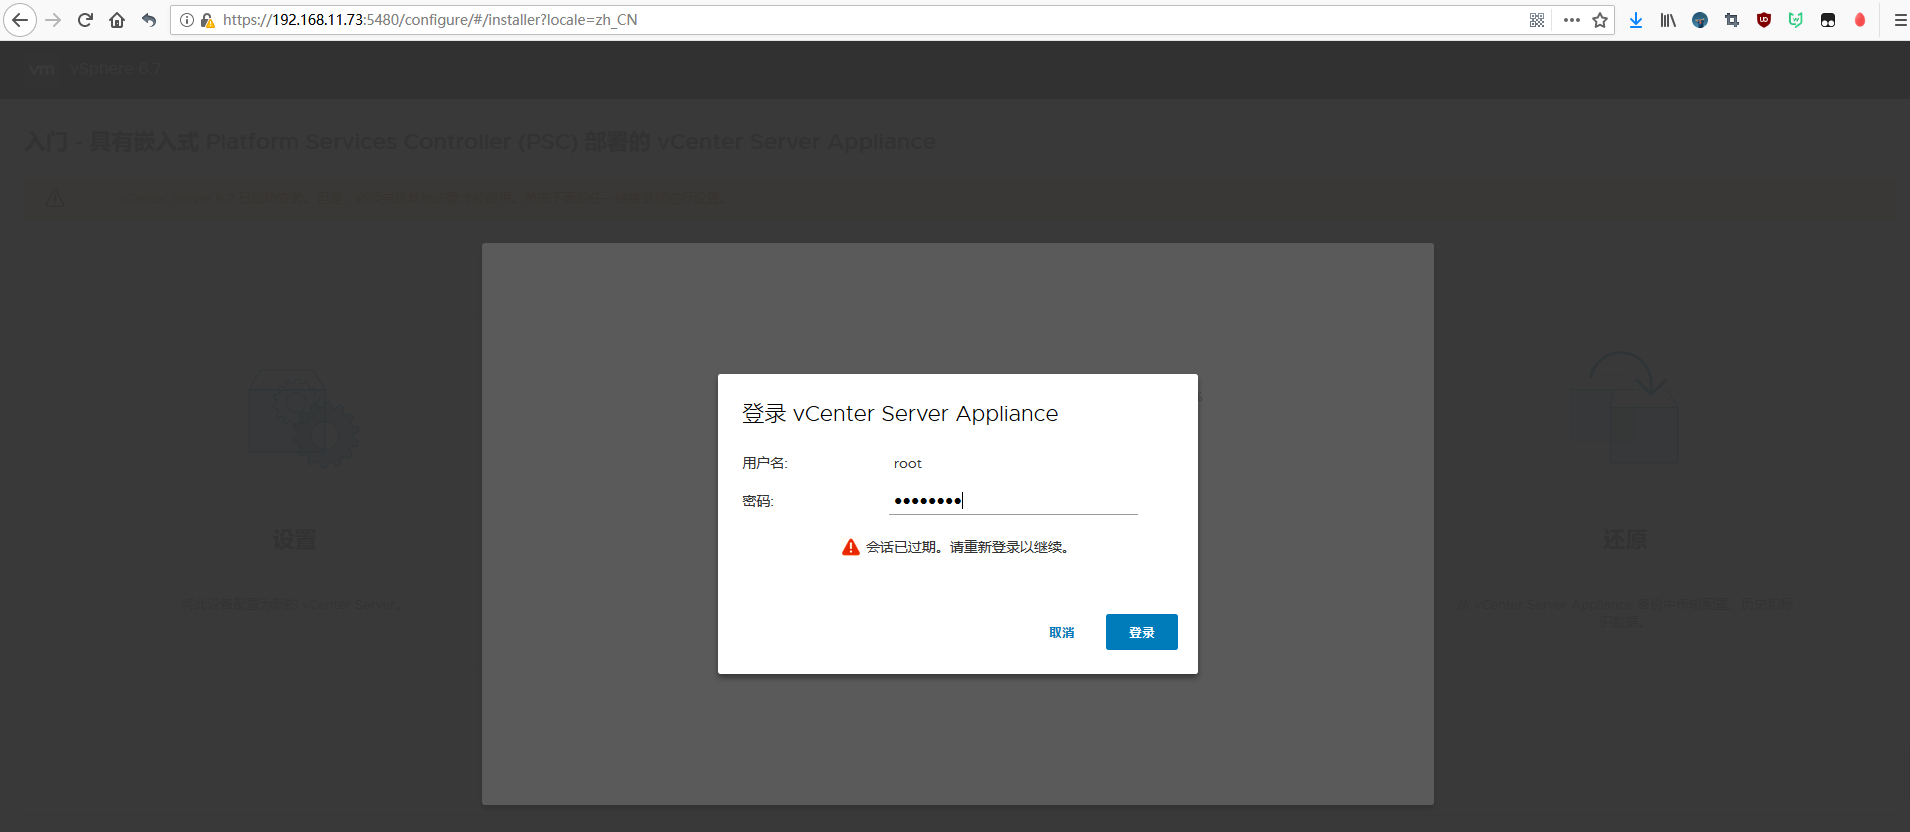 https://192.168.11.73:5480/configure/#/installer?locale=zh_CN
vm vSphere 6.7
入门 - 具有嵌入式 Platform Services Controller (PSC) 部署的 vCenter Server Appliance
登录 vCenter Server Appliance
用户名: root
密码: ●●●●●●●●
会话已过期。请重新登录以继续。
取消 登录
设置
还原